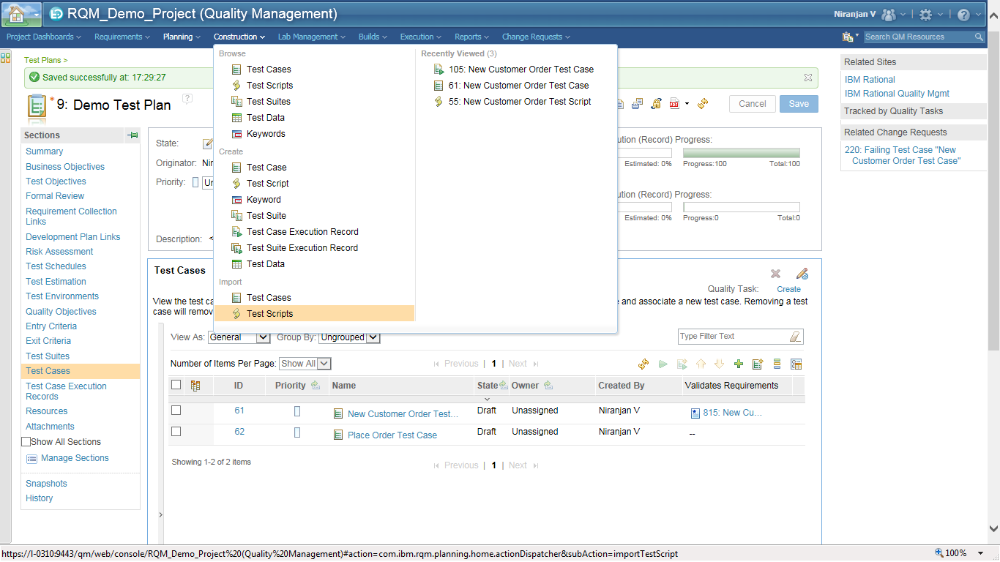 RQM_Demo_Project (Quality Management)
Niranjan V
Project Dashboards Requirements Planning Construction Lab Management Builds Execution Reports Change Requests
Search QM Resources
Test Plans >
Saved successfully at: 17:29:27
* 9: Demo Test Plan ?
Cancel Save
Sections
Summary
Business Objectives
Test Objectives
Formal Review
Requirement Collection
Links
Development Plan Links
Risk Assessment
Test Schedules
Test Estimation
Test Environments
Quality Objectives
Entry Criteria
Exit Criteria
Test Suites
Test Cases
Test Case Execution
Records
Resources
Attachments
Show All Sections
Manage Sections
Snapshots
History
State:
Originator: Nir
Priority: Un
Description: <
Browse
Test Cases
Test Scripts
Test Suites
Test Data
Keywords
Create
Test Case
Test Script
Keyword
Test Suite
Test Case Execution Record
Test Suite Execution Record
Test Data
Import
Test Cases
Test Scripts
Recently Viewed (3)
105: New Customer Order Test Case
61: New Customer Order Test Case
55: New Customer Order Test Script
ution (Record) Progress:
Estimated: 0% Progress:100 Total:100
ution (Record) Progress:
Estimated: 0% Progress:0 Total:0
Test Cases
Quality Task: Create
View the test ca
e and associate a new test case. Removing a test
case will remov
View As: General Group By: Ungrouped
Type Filter Text
Number of Items Per Page: Show All
Previous | 1 | Next
ID Priority Name State Owner Created By Validates Requirements
61 New Customer Order Test... Draft Unassigned Niranjan V 815: New Cu...
62 Place Order Test Case Draft Unassigned Niranjan V --
Showing 1-2 of 2 items
Previous | 1 | Next
Related Sites
IBM Rational
IBM Rational Quality Mgmt
Tracked by Quality Tasks
Related Change Requests
220: Failing Test Case "New
Customer Order Test Case"
https://l-0310:9443/qm/web/console/RQM_Demo_Project%20(Quality%20Management)#action=com.ibm.rqm.planning.home.actionDispatcher&subAction=importTestScript
100%